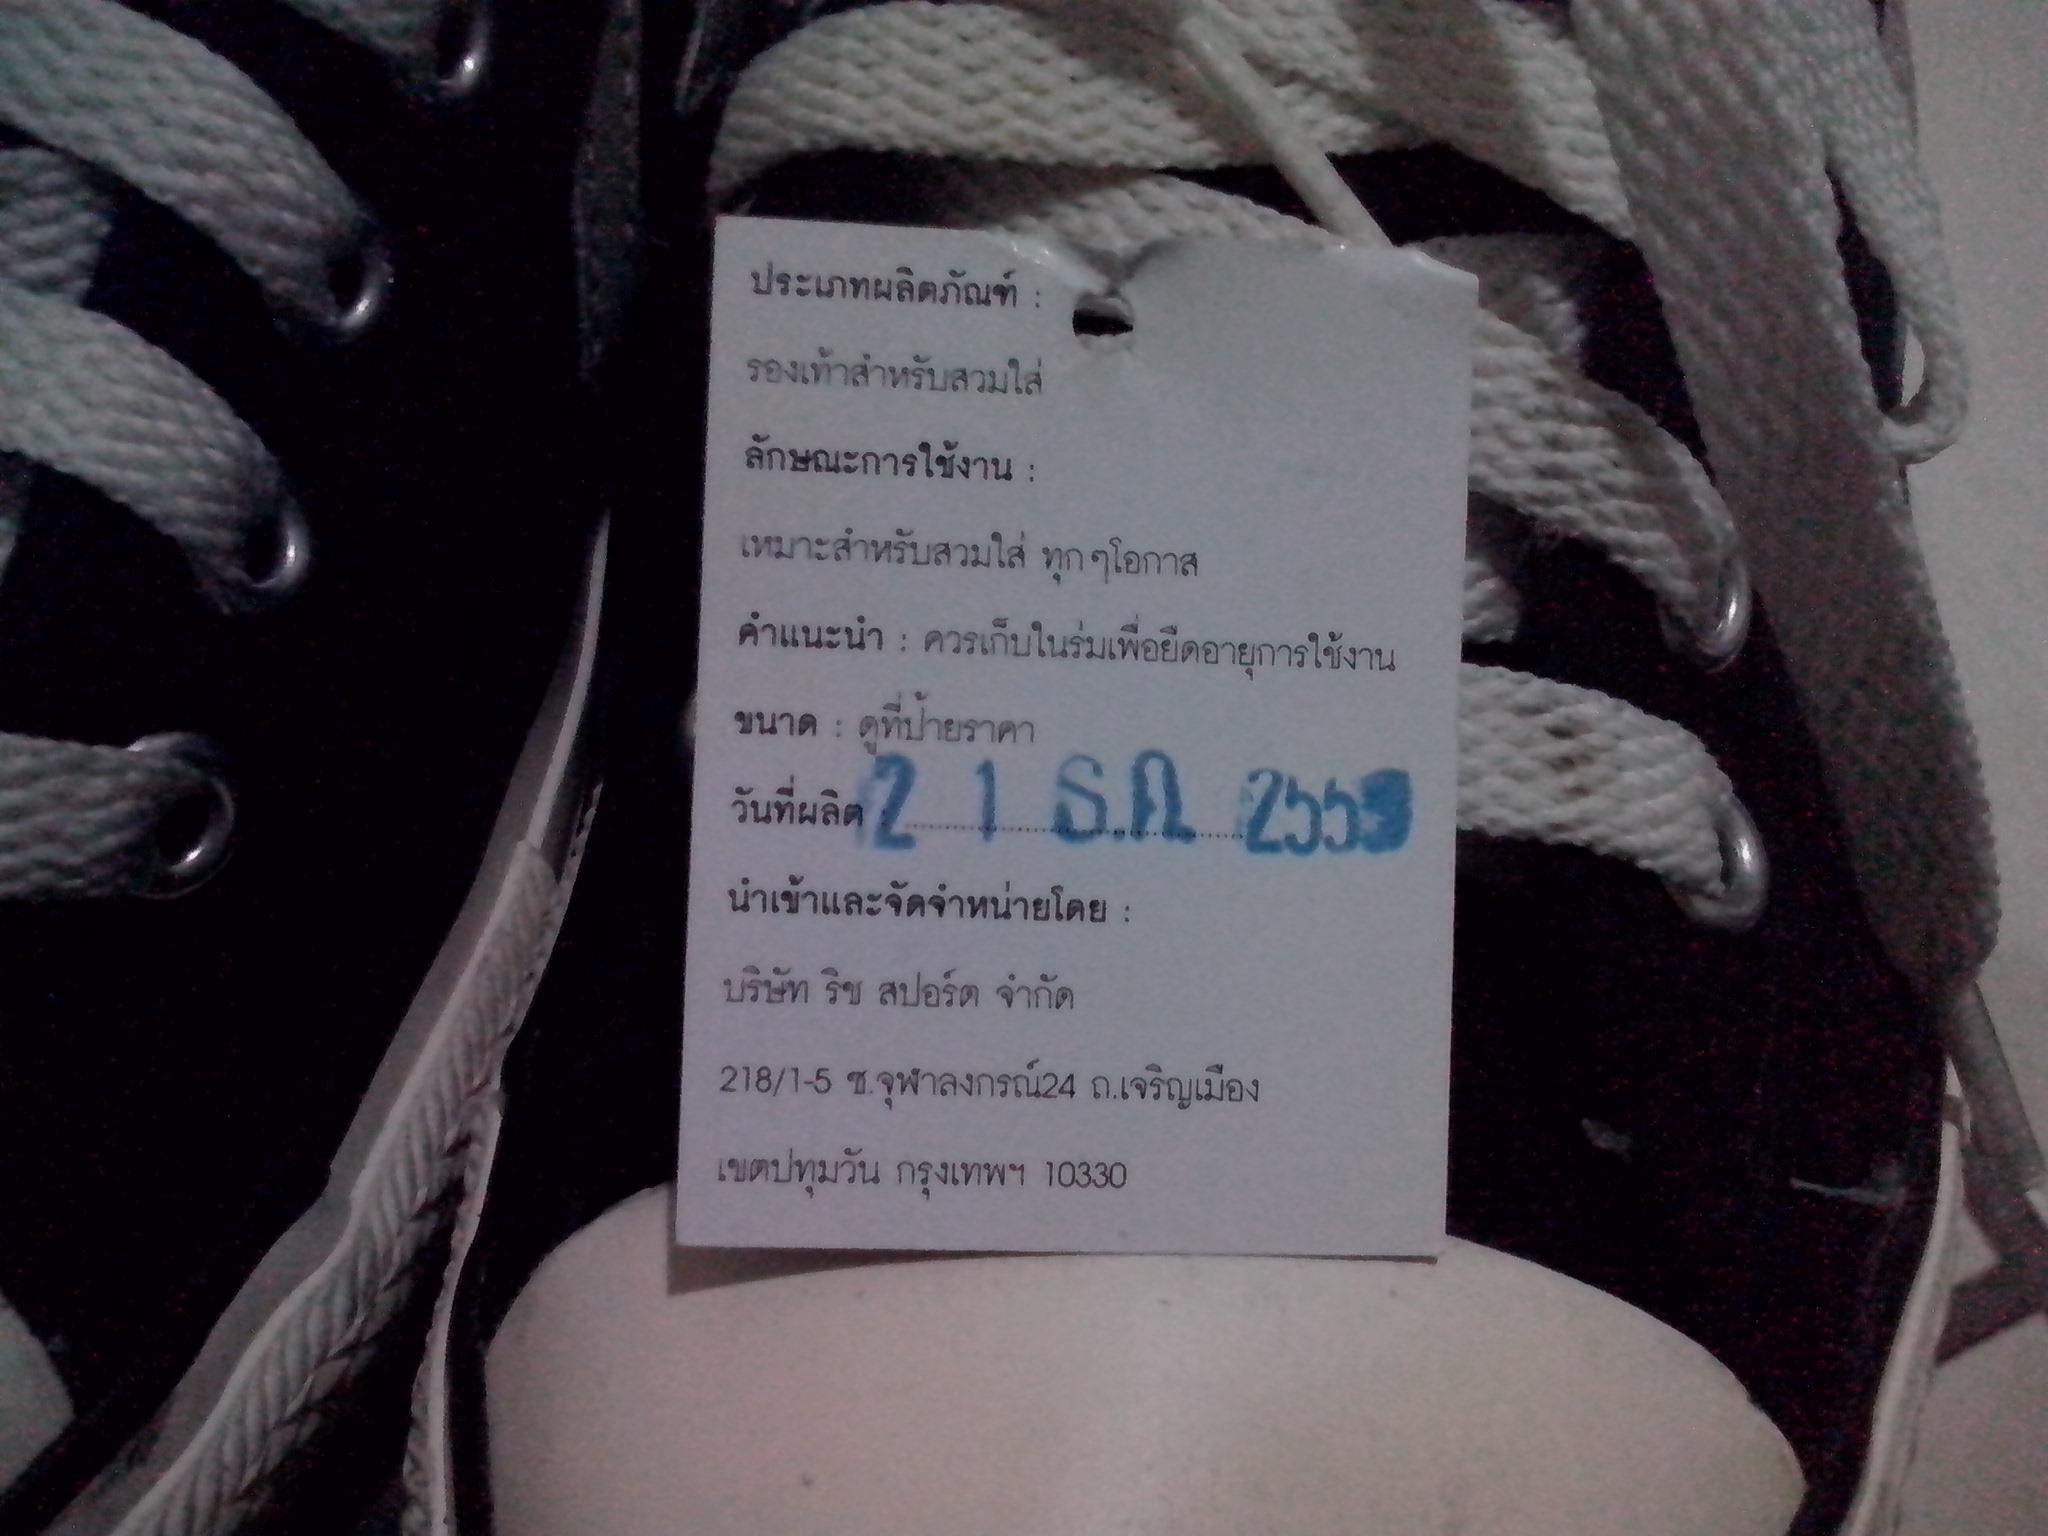 ประเภทผลิตภัณฑ์ :
รองเท้าสำหรับสวมใส่
ลักษณะการใช้งาน :
เหมาะสำหรับสวมใส่ ทุกๆโอกาส
คำแนะนำ : ควรเก็บในร่มเพื่อยืดอายุการใช้งาน
ขนาด : ดูที่ป้ายราคา
วันที่ผลิต 21 ธ.ค.
นำเข้าและจัดจำหน่ายโดย :
บริษัท ริช สปอร์ต จำกัด
218/1-5 ซ.จุฬาลงกรณ์24 ถ.เจริญเมือง
เขตปทุมวัน กรุงเทพฯ 10330